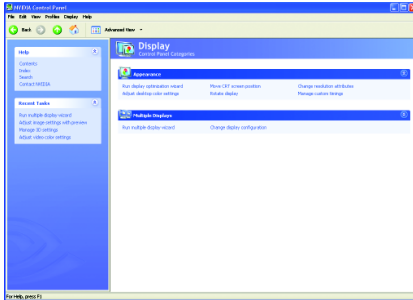 NVIDIA Control Panel
File Edit View Profiles Display Help
Back Advanced View
Help
Contents
Index
Search
Contact NVIDIA
Recent Tasks
Run multiple display wizard
Adjust image settings with preview
Manage 3D settings
Adjust video color settings
Display
Control Panel Categories
Appearance
Run display optimization wizard Move CRT screen position Change resolution attributes
Adjust desktop color settings Rotate display Manage custom timings
Multiple Displays
Run multiple display wizard Change display configuration
For Help, press F1